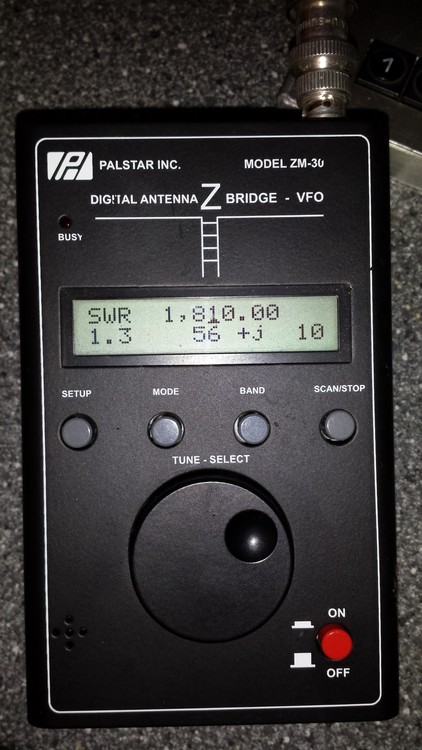 PALSTAR INC. MODEL ZM-30
DIGITAL ANTENNA Z BRIDGE - VFO
BUSY
SWR 1,810.00
1.3 56 +j 10
SETUP MODE BAND SCAN/STOP
TUNE - SELECT
ON
OFF
1